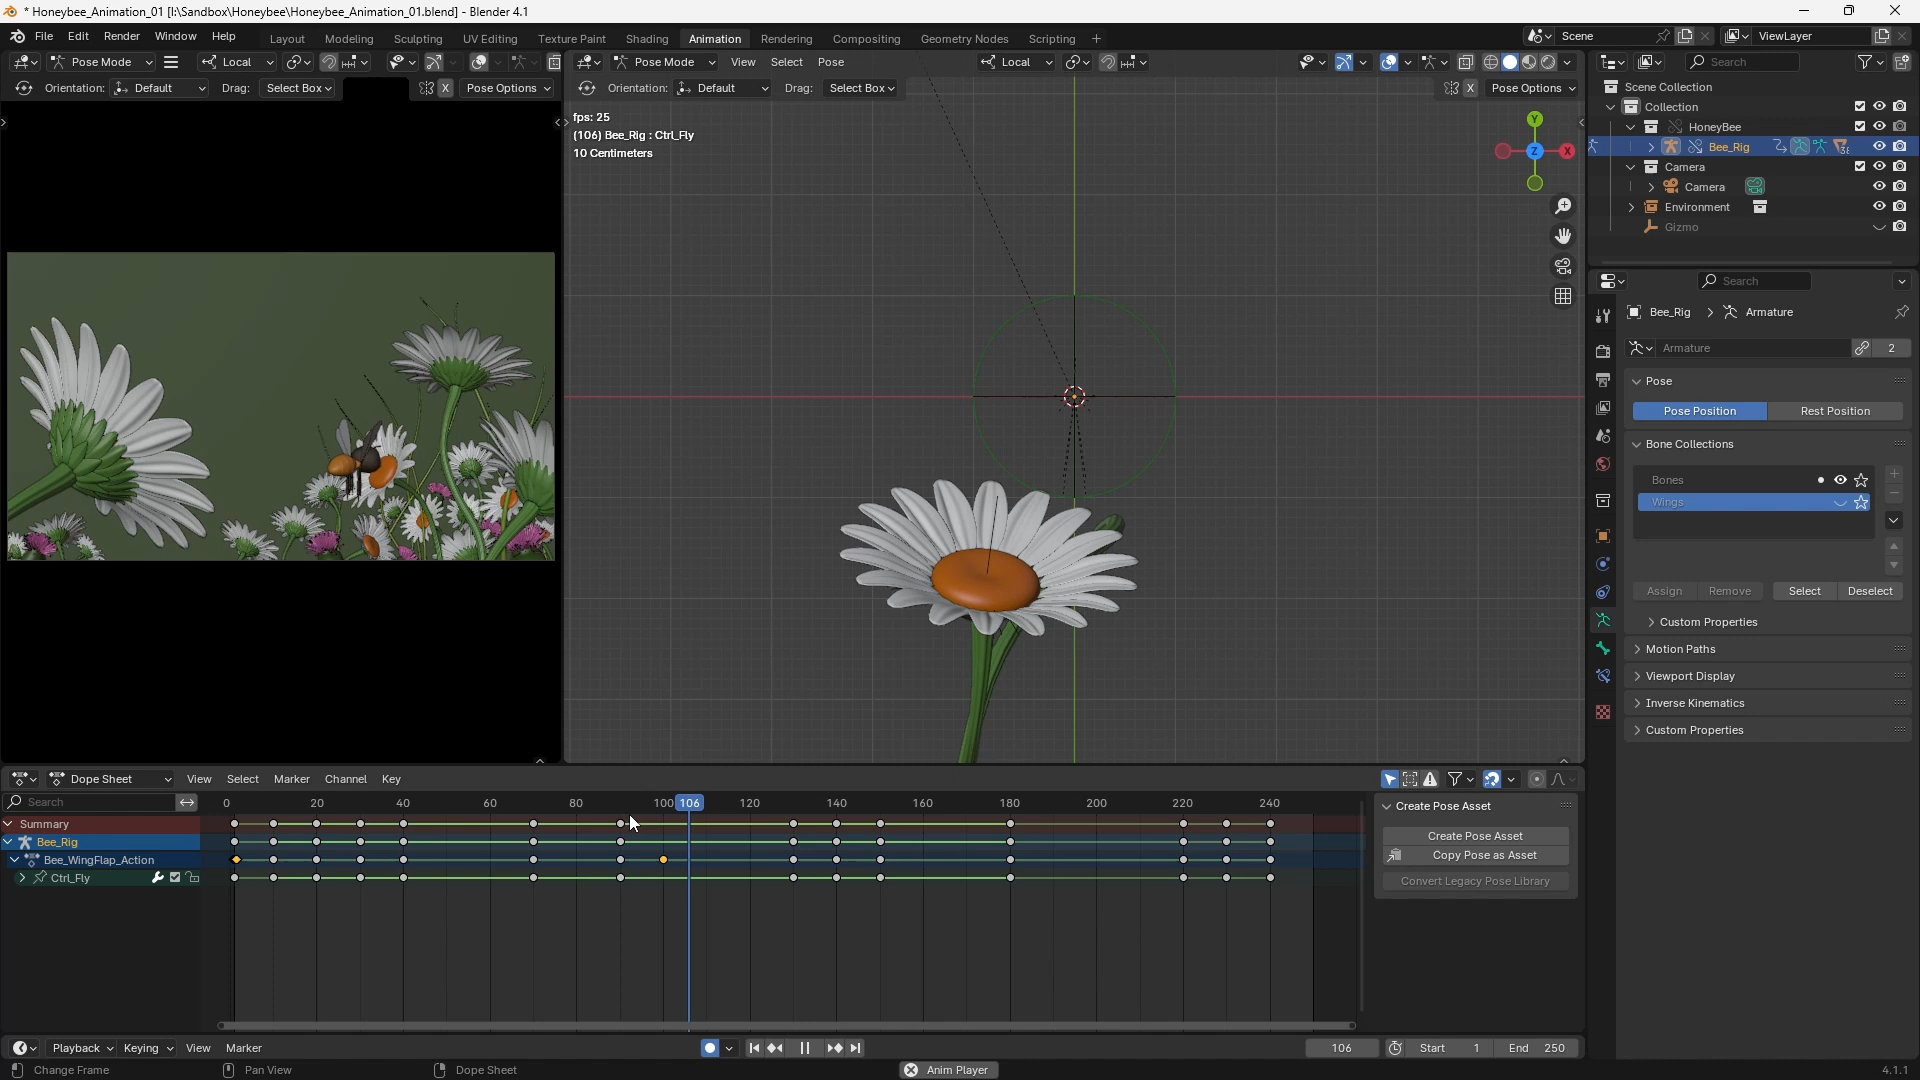 * Honeybee_Animation_01 [I:\Sandbox\Honeybee\Honeybee_Animation_01.blend] - Blender 4.1
File Edit Render Window Help Layout Modeling Sculpting UV Editing Texture Paint Shading Animation Rendering Compositing Geometry Nodes Scripting + Scene ViewLayer
Pose Mode Local Pose Mode View Select Pose Local Search
Orientation: Default Drag: Select Box X Pose Options Orientation: Default Drag: Select Box X Pose Options
Scene Collection
Collection
HoneyBee
Bee_Rig
Camera
Camera
Environment
Gizmo
fps: 25
(106) Bee_Rig : Ctrl_Fly
10 Centimeters
Y
Z
X
Search
Bee_Rig > Armature
Armature 2
Pose
Pose Position Rest Position
Bone Collections
Bones
Wings
Assign Remove Select Deselect
Custom Properties
Motion Paths
Viewport Display
Inverse Kinematics
Custom Properties
Dope Sheet View Select Marker Channel Key
Search 0 20 40 60 80 100 106 120 140 160 180 200 220 240
Summary
Bee_Rig
Bee_WingFlap_Action
Ctrl_Fly
Create Pose Asset
Create Pose Asset
Copy Pose as Asset
Convert Legacy Pose Library
Playback Keying View Marker 106 Start 1 End 250
Change Frame Pan View Dope Sheet Anim Player 4.1.1